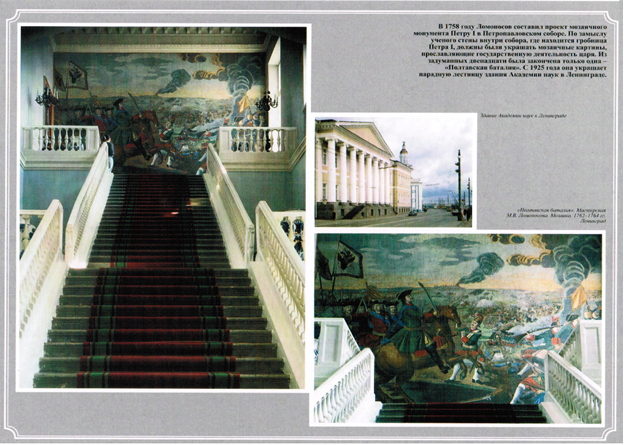 В 1758 году Ломоносов составил проект мозаичного
монумента Петру I в Петропавловском соборе. По замыслу
ученого стены внутри собора, где находится гробница
Петра I, должны были украшать мозаичные картины,
прославляющие государственную деятельность царя. Из
задуманных двенадцати была закончена только одна –
«Полтавская баталия». С 1925 года она украшает
парадную лестницу здания Академии наук в Ленинграде.
Здание Академии наук в Ленинграде
«Полтавская баталия». Мастерская
М.В. Ломоносова. Мозаика. 1762–1764 гг.
Ленинград